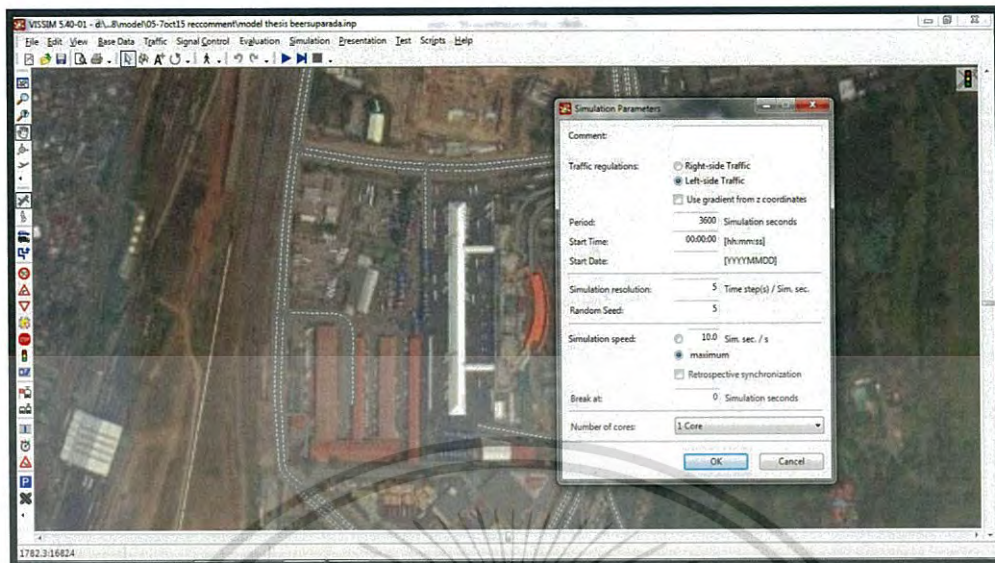 VISSIM 5.40-01 - d:\...8\model\05-7oct15 reccomment\model thesis beersuparada.inp
File Edit View Base Data Traffic Signal Control Evaluation Simulation Presentation Test Scripts Help
Simulation Parameters
Comment:
Traffic regulations:
Right-side Traffic
Left-side Traffic
Use gradient from z coordinates
Period: 3600 Simulation seconds
Start Time: 00:00:00 [hh:mm:ss]
Start Date: [YYYYMMDD]
Simulation resolution: 5 Time step(s) / Sim. sec.
Random Seed: 5
Simulation speed: 10.0 Sim. sec. / s
maximum
Retrospective synchronization
Break at: 0 Simulation seconds
Number of cores: 1 Core
OK Cancel
1782.3:16824